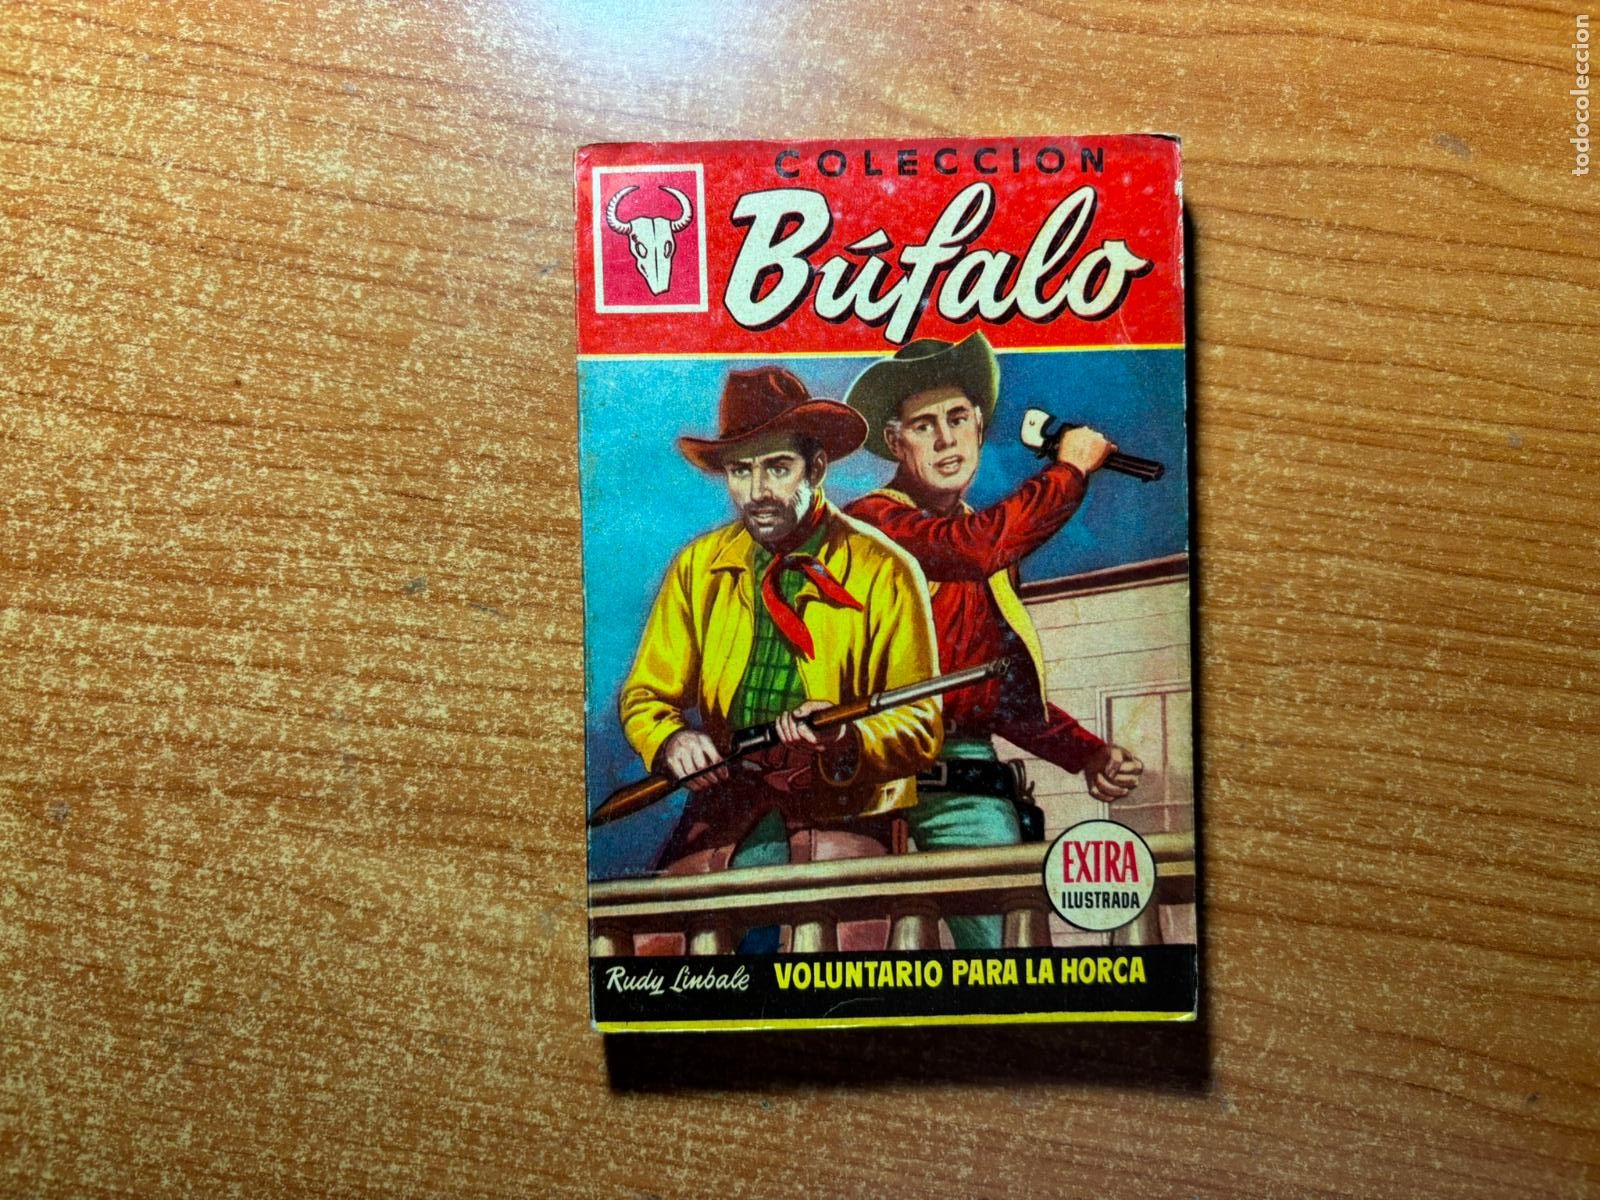 COLECCION
Búfalo
EXTRA
ILUSTRADA
Rudy Linbale VOLUNTARIO PARA LA HORCA
todocoleccion